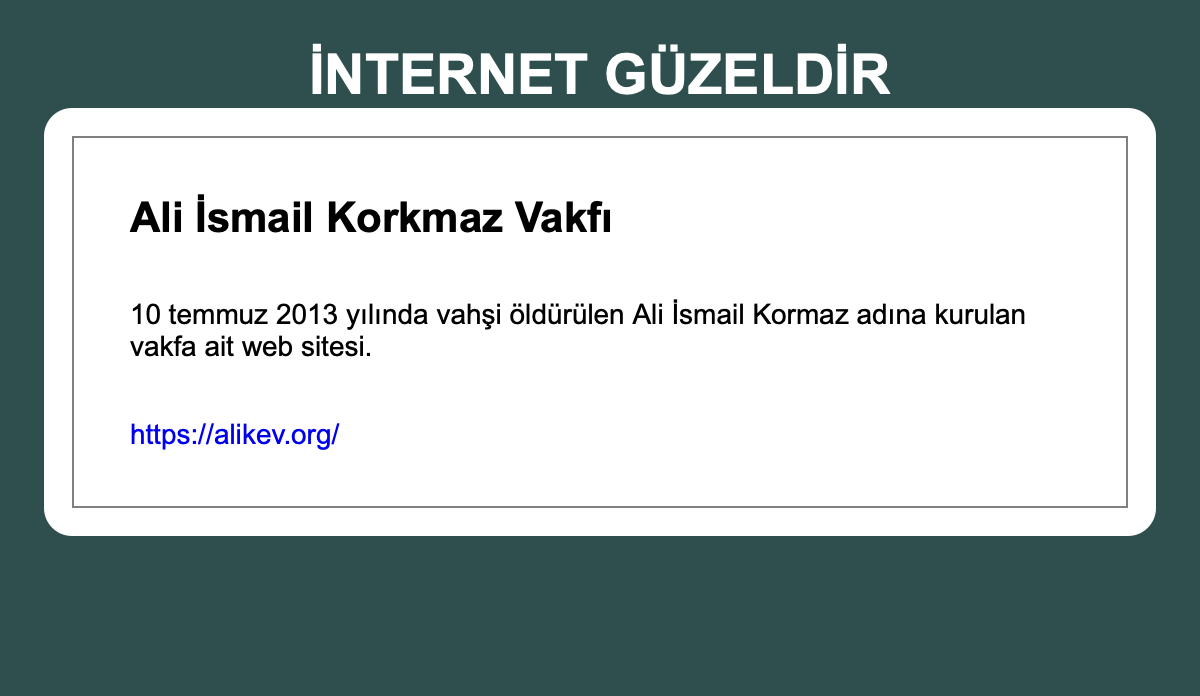 İNTERNET GÜZELDİR
Ali İsmail Korkmaz Vakfı
10 temmuz 2013 yılında vahşi öldürülen Ali İsmail Kormaz adına kurulan
vakfa ait web sitesi.
https://alikev.org/